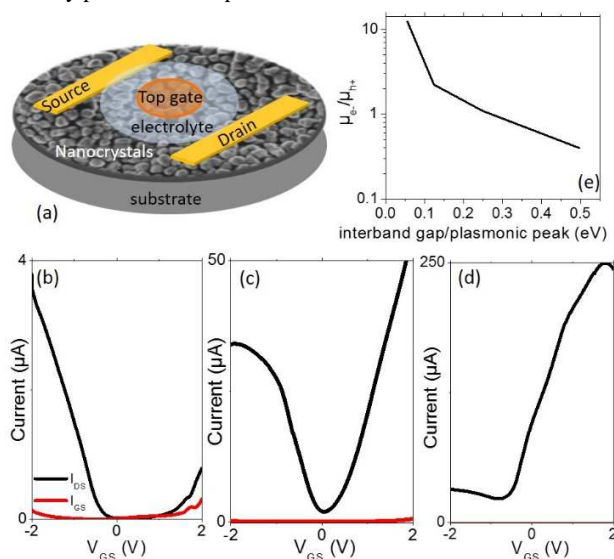 Source
Top gate
electrolyte
Drain
Nanocrystals
substrate
(a)
10
1
0.1
μe-/μh+
0.0 0.1 0.2 0.3 0.4 0.5
interband gap/plasmonic peak (eV)
(e)
(b)
4
0
Current (μA)
IDS
IGS
-2 0 2
VGS (V)
(c)
50
0
Current (μA)
-2 0 2
VGS (V)
(d)
250
0
Current (μA)
-2 0 2
VGS (V)